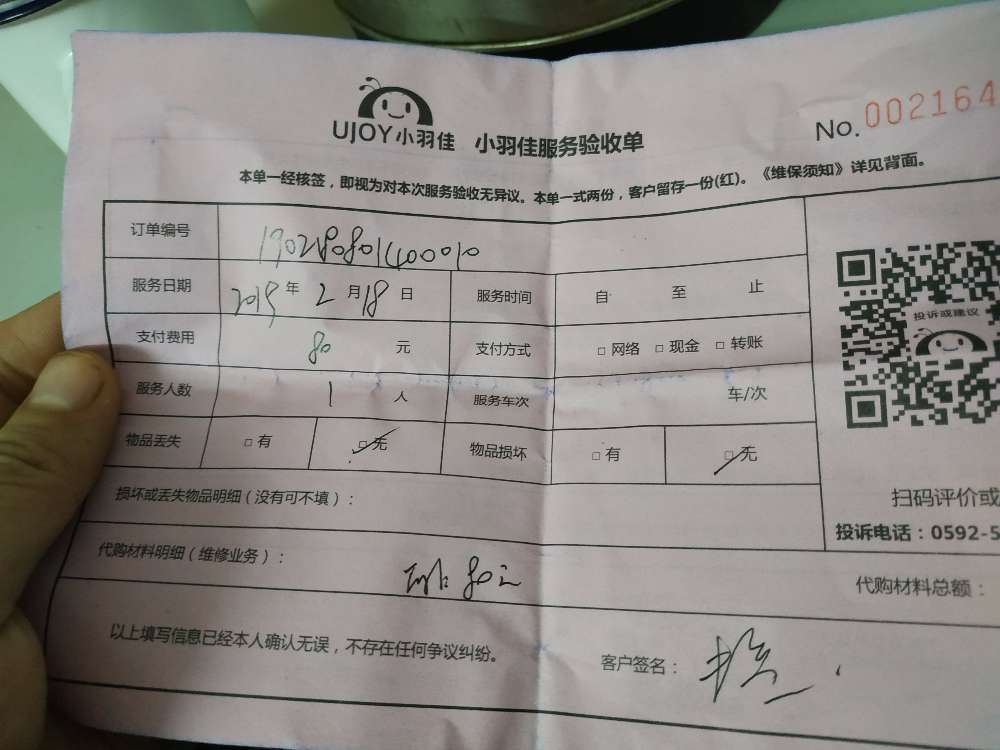 UJOY小羽佳 小羽佳服务验收单
No. 002164
本单一经核签，即视为对本次服务验收无异议。本单一式两份，客户留存一份(红)。《维保须知》详见背面。
订单编号
服务日期 2019年 2月18日 服务时间 自 至 止
支付费用 80 元 支付方式 □网络 □现金 □转账
服务人数 1 人 服务车次 车/次
物品丢失 □有 □无 物品损坏 □有 □无
投诉或建议
扫码评价或
投诉电话：0592-5
损坏或丢失物品明细（没有可不填）：
代购材料明细（维修业务）：
80元
代购材料总额：
以上填写信息已经本人确认无误，不存在任何争议纠纷。
客户签名：